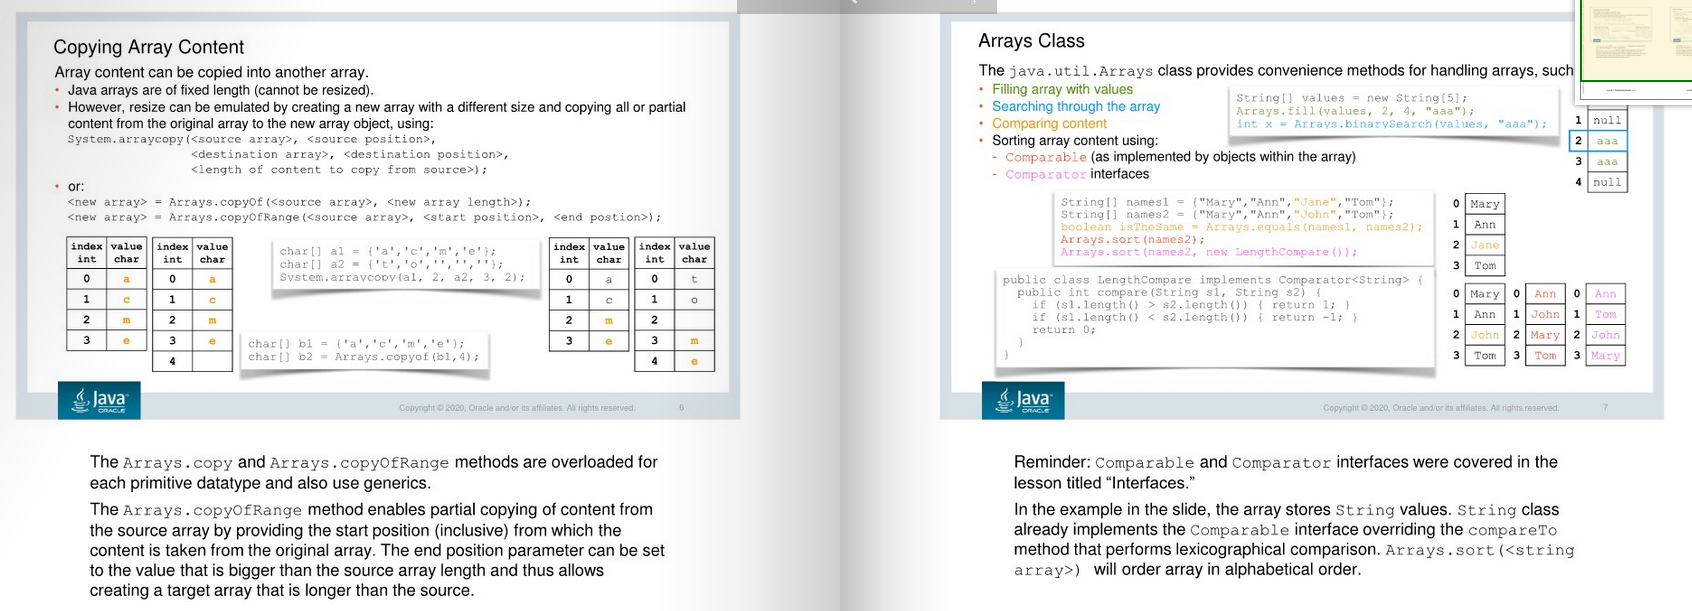 Copying Array Content
Array content can be copied into another array.
• Java arrays are of fixed length (cannot be resized).
• However, resize can be emulated by creating a new array with a different size and copying all or partial
content from the original array to the new array object, using:
System.arraycopy(<source array>, <source position>,
<destination array>, <destination position>,
<length of content to copy from source>);
• or:
<new array> = Arrays.copyOf(<source array>, <new array length>);
<new array> = Arrays.copyOfRange(<source array>, <start position>, <end postion>);
index value
int char
0 a
1 c
2 m
3 e
index value
int char
0 a
1 c
2 m
3 e
4
char[] a1 = {'a','c','m','e'};
char[] a2 = {'t','o','','',''};
System.arraycopy(a1, 2, a2, 3, 2);
char[] b1 = {'a','c','m','e'};
char[] b2 = Arrays.copyof(b1,4);
index value
int char
0 a
1 c
2 m
3 e
index value
int char
0 t
1 o
2
3 m
4 e
Java
ORACLE
Copyright © 2020, Oracle and/or its affiliates. All rights reserved. 6
The Arrays.copy and Arrays.copyOfRange methods are overloaded for
each primitive datatype and also use generics.
The Arrays.copyOfRange method enables partial copying of content from
the source array by providing the start position (inclusive) from which the
content is taken from the original array. The end position parameter can be set
to the value that is bigger than the source array length and thus allows
creating a target array that is longer than the source.
Arrays Class
The java.util.Arrays class provides convenience methods for handling arrays, such
• Filling array with values
• Searching through the array
• Comparing content
• Sorting array content using:
- Comparable (as implemented by objects within the array)
- Comparator interfaces
String[] values = new String[5];
Arrays.fill(values, 2, 4, "aaa");
int x = Arrays.binarySearch(values, "aaa");
1 null
2 aaa
3 aaa
4 null
String[] names1 = {"Mary","Ann","Jane","Tom"};
String[] names2 = {"Mary","Ann","John","Tom"};
boolean isTheSame = Arrays.equals(names1, names2);
Arrays.sort(names2);
Arrays.sort(names2, new LengthCompare());
0 Mary
1 Ann
2 Jane
3 Tom
public class LengthCompare implements Comparator<String> {
public int compare(String s1, String s2) {
if (s1.length() > s2.length()) { return 1; }
if (s1.length() < s2.length()) { return -1; }
return 0;
}
}
0 Mary 0 Ann 0 Ann
1 Ann 1 John 1 Tom
2 John 2 Mary 2 John
3 Tom 3 Tom 3 Mary
Java
ORACLE
Copyright © 2020, Oracle and/or its affiliates. All rights reserved. 7
Reminder: Comparable and Comparator interfaces were covered in the
lesson titled “Interfaces.”
In the example in the slide, the array stores String values. String class
already implements the Comparable interface overriding the compareTo
method that performs lexicographical comparison. Arrays.sort(<string
array>) will order array in alphabetical order.